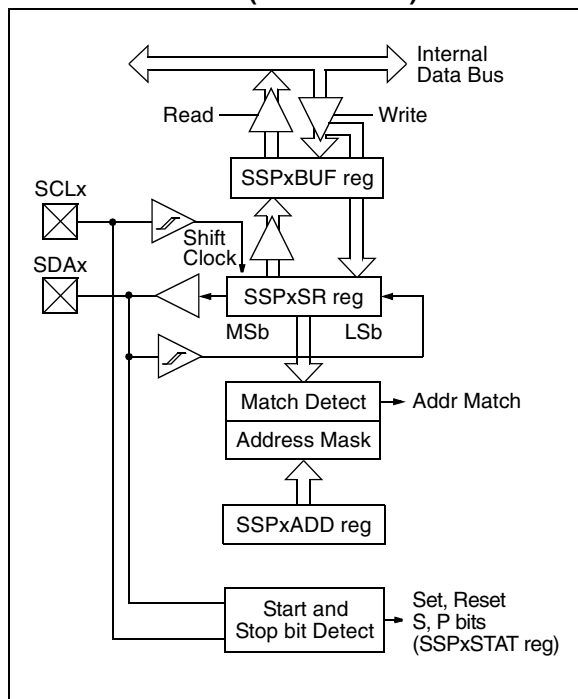 Internal
Data Bus
Read
Write
SSPxBUF reg
SCLx
Shift
Clock
SDAx
SSPxSR reg
MSb
LSb
Match Detect
Addr Match
Address Mask
SSPxADD reg
Start and
Stop bit Detect
Set, Reset
S, P bits
(SSPxSTAT reg)